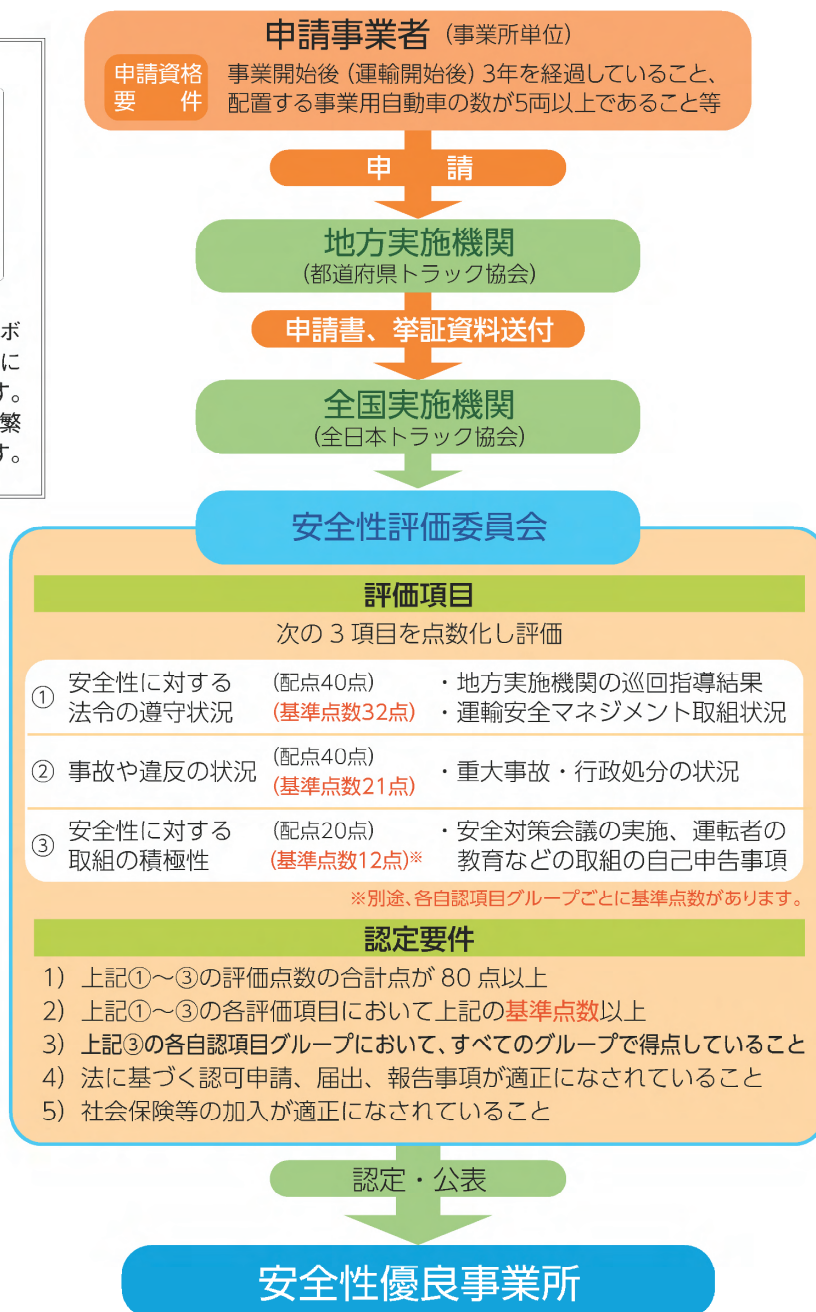 申請事業者（事業所単位）
申請資格要件
事業開始後（運輸開始後）3年を経過していること、
配置する事業用自動車の数が5両以上であること等
申　請
地方実施機関
(都道府県トラック協会)
申請書、挙証資料送付
全国実施機関
(全日本トラック協会)
ボ
に
す。
繁
す。
安全性評価委員会
評価項目
次の 3 項目を点数化し評価
① 安全性に対する法令の遵守状況
(配点40点)
(基準点数32点)
・地方実施機関の巡回指導結果
・運輸安全マネジメント取組状況
② 事故や違反の状況
(配点40点)
(基準点数21点)
・重大事故・行政処分の状況
③ 安全性に対する取組の積極性
(配点20点)
(基準点数12点)※
・安全対策会議の実施、運転者の
教育などの取組の自己申告事項
※別途、各自認項目グループごとに基準点数があります。
認定要件
1）上記①～③の評価点数の合計点が 80 点以上
2）上記①～③の各評価項目において上記の基準点数以上
3）上記③の各自認項目グループにおいて、すべてのグループで得点していること
4）法に基づく認可申請、届出、報告事項が適正になされていること
5）社会保険等の加入が適正になされていること
認定・公表
安全性優良事業所